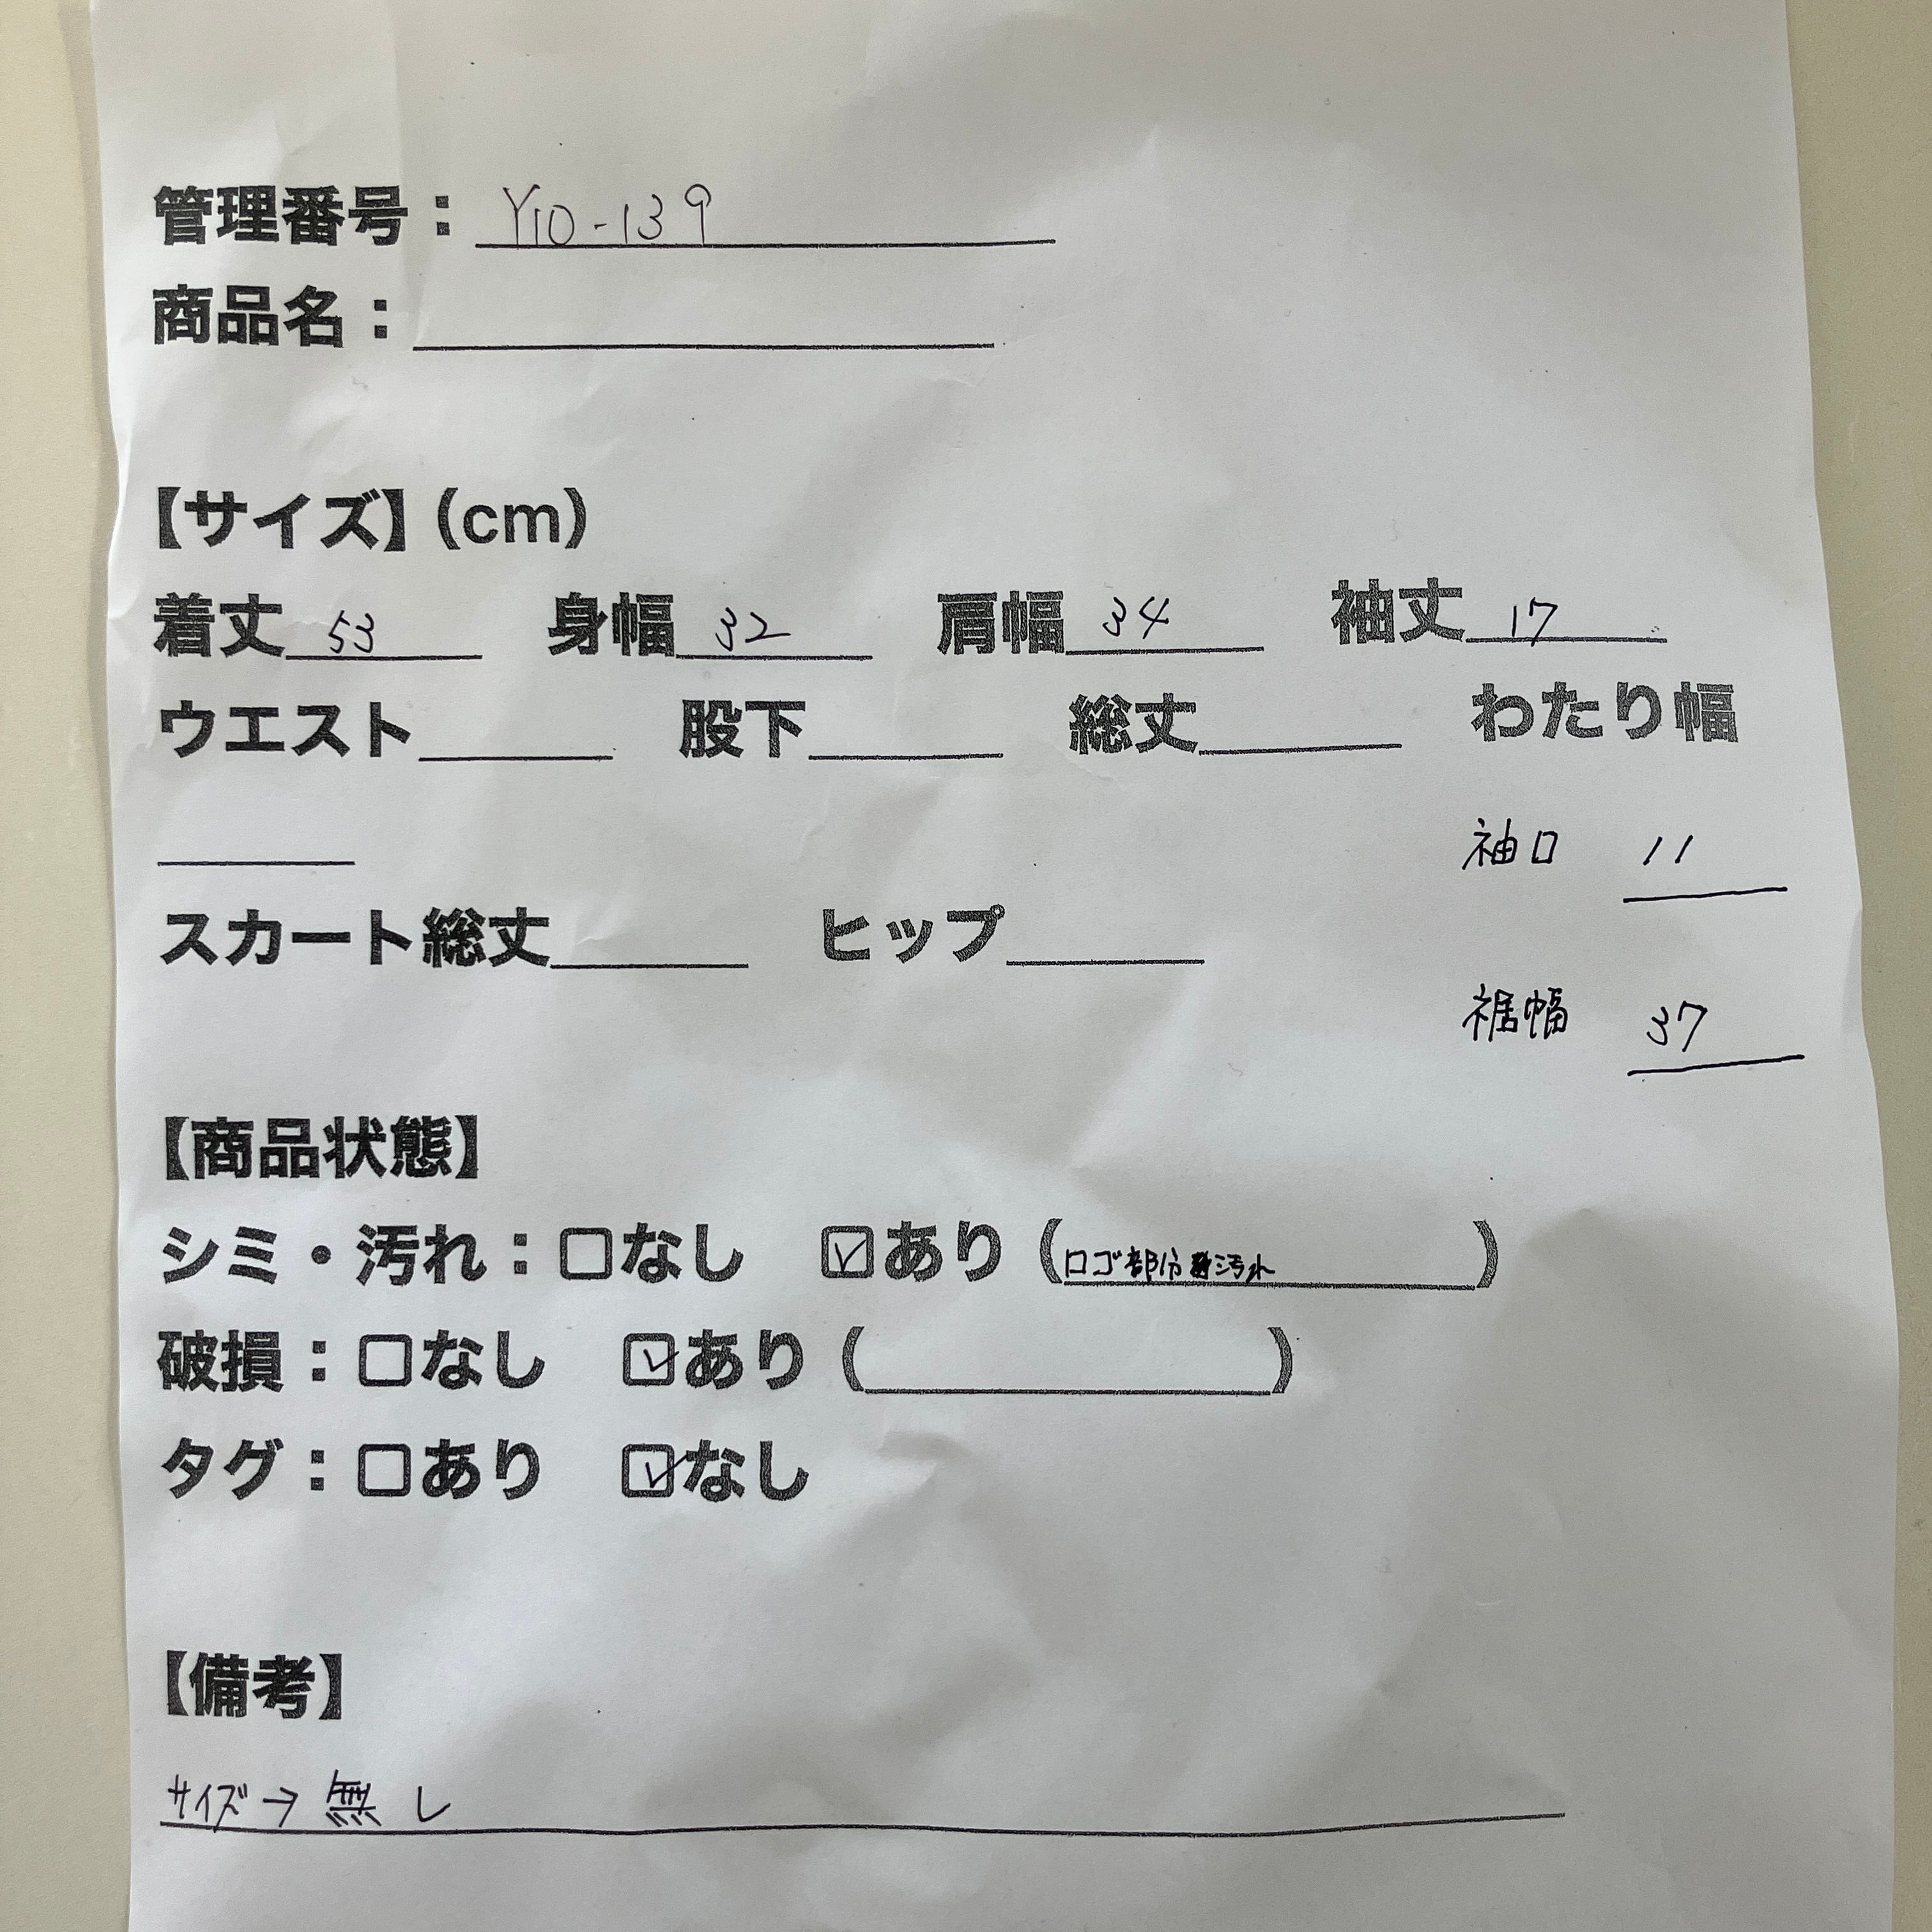 管理番号：Y10-139
商品名：
【サイズ】(cm)
着丈 53 身幅 32 肩幅 34 袖丈 17
ウエスト 股下 総丈 わたり幅
袖口 11
スカート総丈 ヒップ
裾幅 37
【商品状態】
シミ・汚れ：□なし ☑あり（ロゴ部分汚れ）
破損：□なし ☑あり（ ）
タグ：□あり ☑なし
【備考】
サイズ→無し